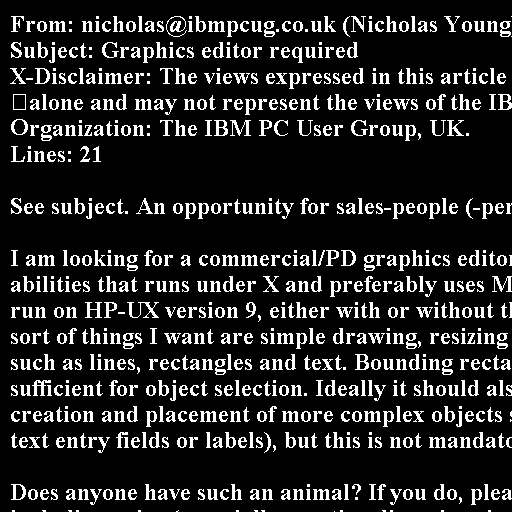 From: nicholas@ibmpcug.co.uk (Nicholas Young
Subject: Graphics editor required
X-Disclaimer: The views expressed in this article
alone and may not represent the views of the IB
Organization: The IBM PC User Group, UK.
Lines: 21

See subject. An opportunity for sales-people (-per

I am looking for a commercial/PD graphics editor
abilities that runs under X and preferably uses M
run on HP-UX version 9, either with or without th
sort of things I want are simple drawing, resizing
such as lines, rectangles and text. Bounding recta
sufficient for object selection. Ideally it should als
creation and placement of more complex objects s
text entry fields or labels), but this is not mandato

Does anyone have such an animal? If you do, plea